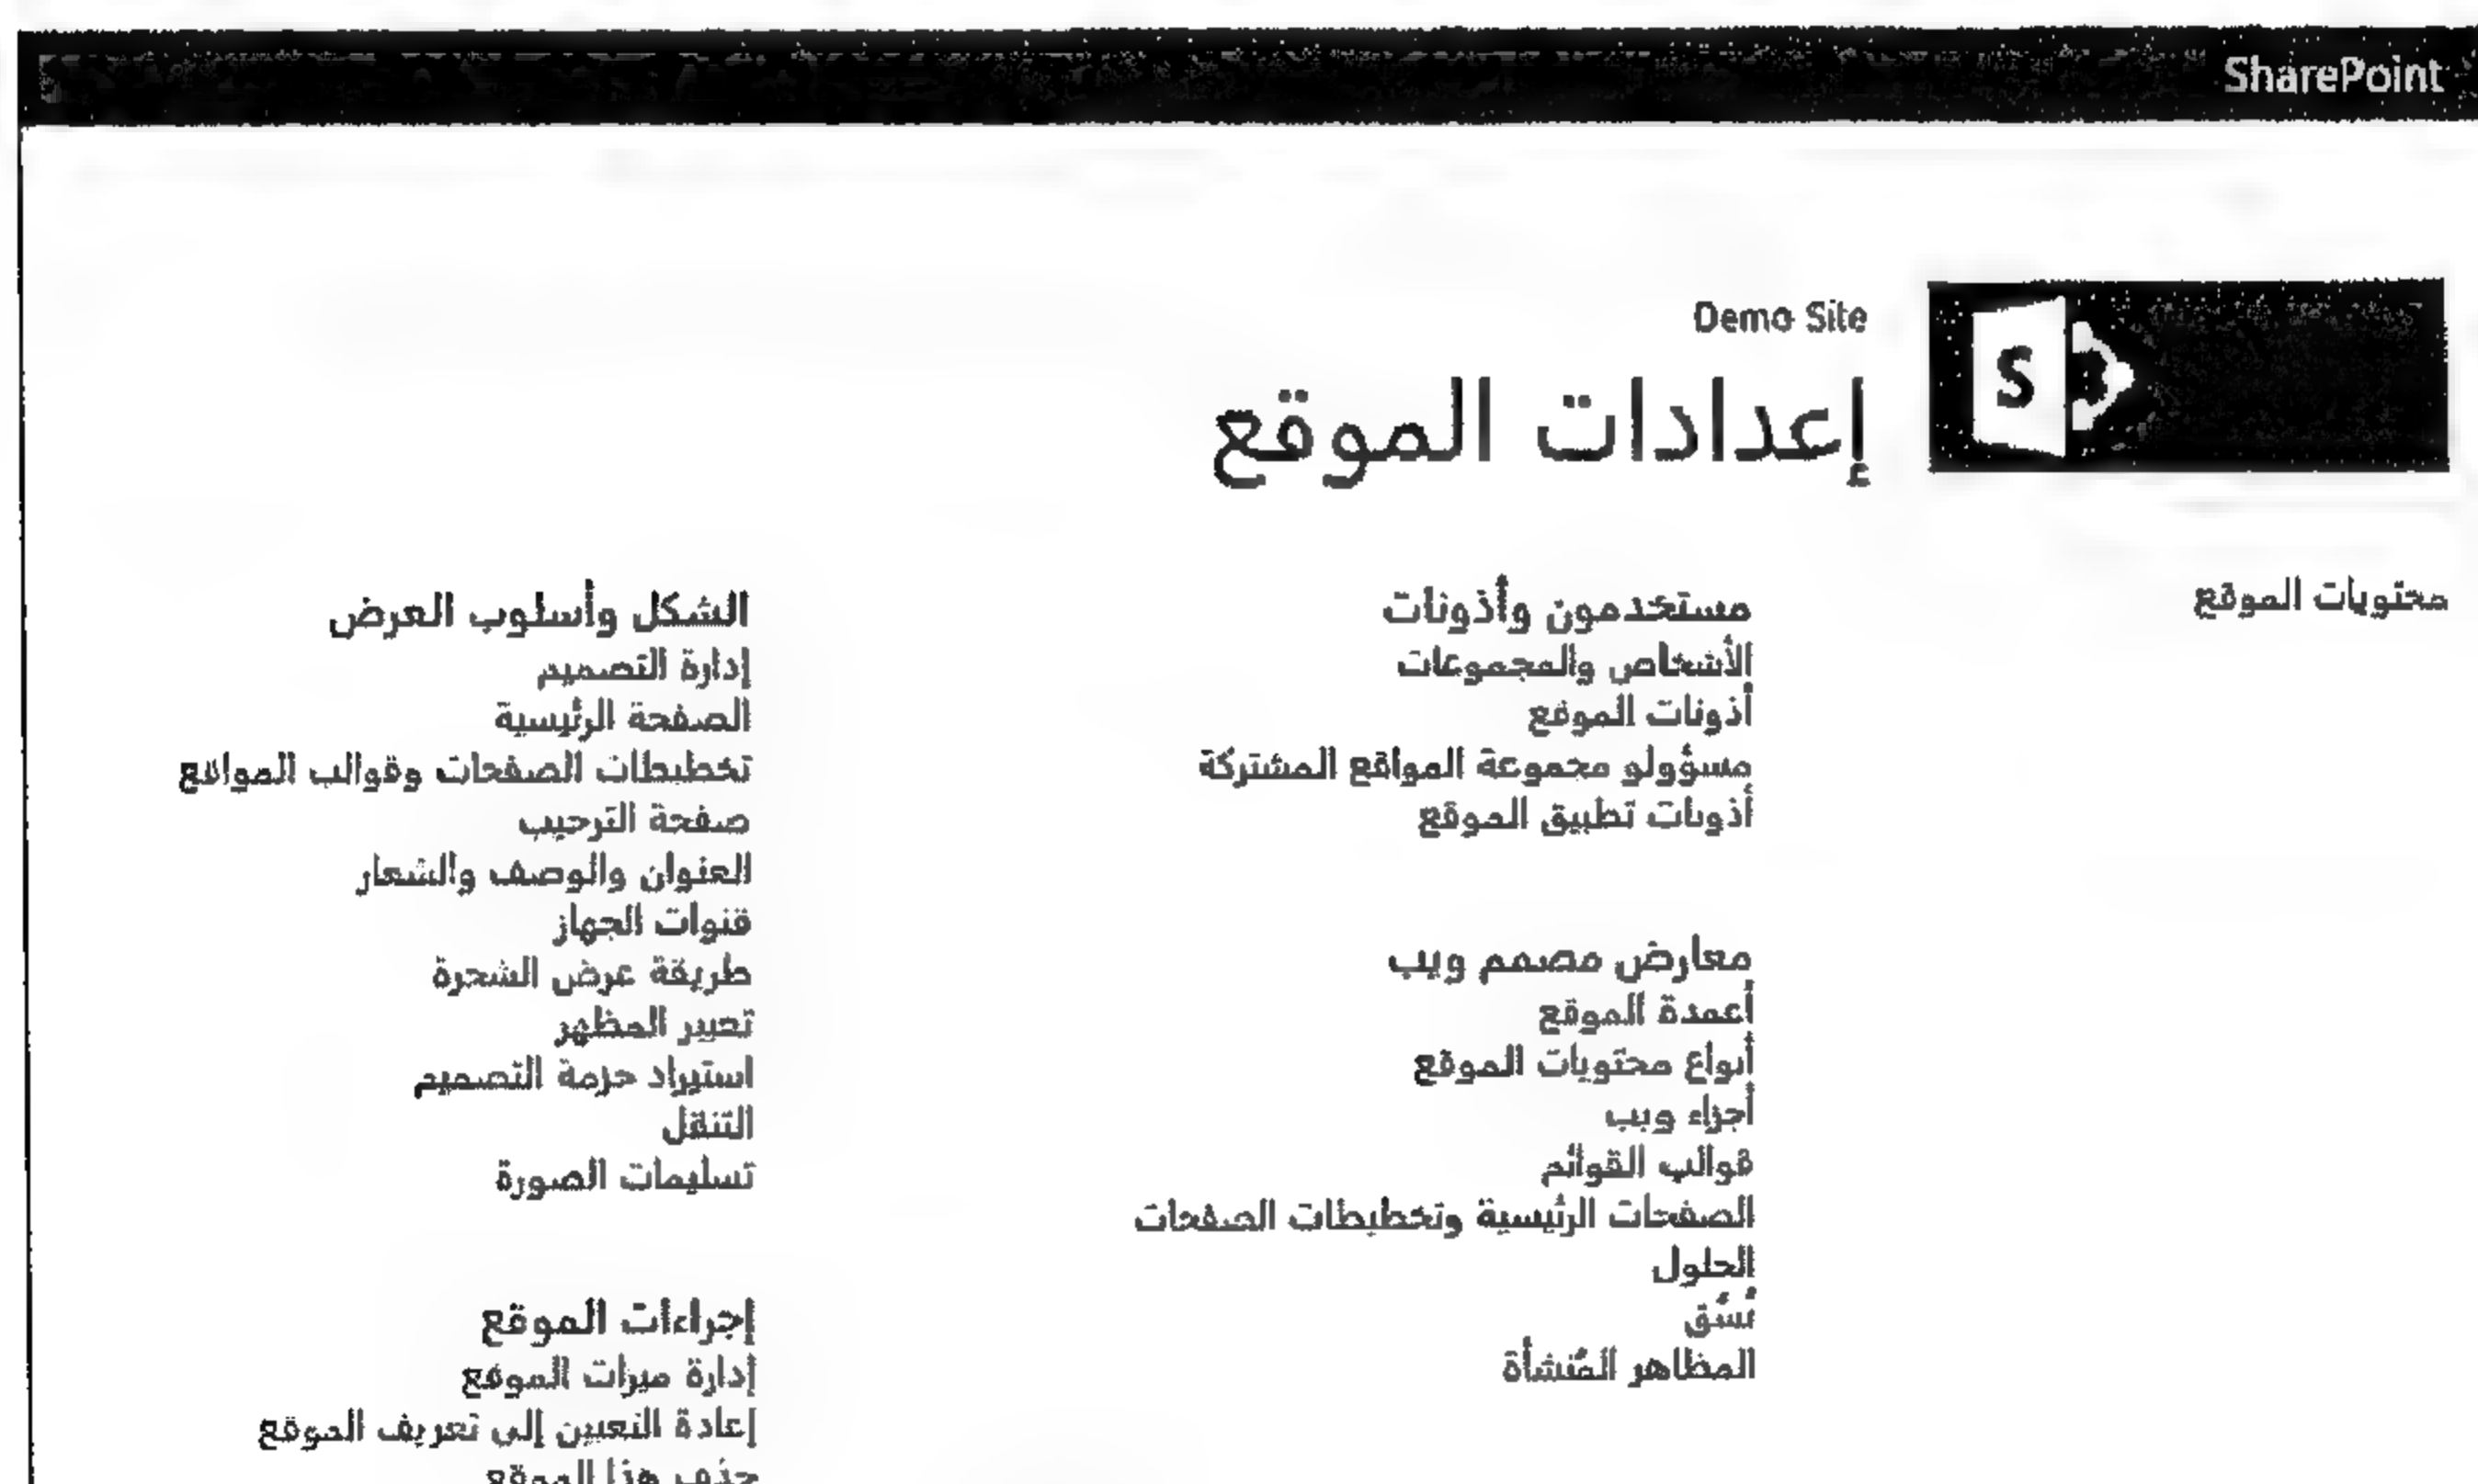 SharePoint
Demo Site
S
إعدادات الموقع
محتويات الموقع
مستخدمون وأذونات
الأشخاص والمجموعات
أذونات الموقع
مسؤولو مجموعة المواقع المشتركة
أذونات تطبيق الموقع
معارض مصمم ويب
أعمدة الموقع
أنواع محتويات الموقع
أجزاء ويب
قوالب القوائم
الصفحات الرئيسية وتخطيطات الصفحات
الحلول
نُسُق
المظاهر المُنشأة
الشكل وأسلوب العرض
إدارة التصميم
الصفحة الرئيسية
تخطيطات الصفحات وقوالب المواقع
صفحة الترحيب
العنوان والوصف والشعار
قنوات الجهاز
طريقة عرض الشجرة
تغيير المظهر
استيراد حزمة التصميم
التنقل
تسليمات الصورة
إجراءات الموقع
إدارة ميزات الموقع
إعادة التعيين إلى تعريف الموقع
حذف هذا الموقع